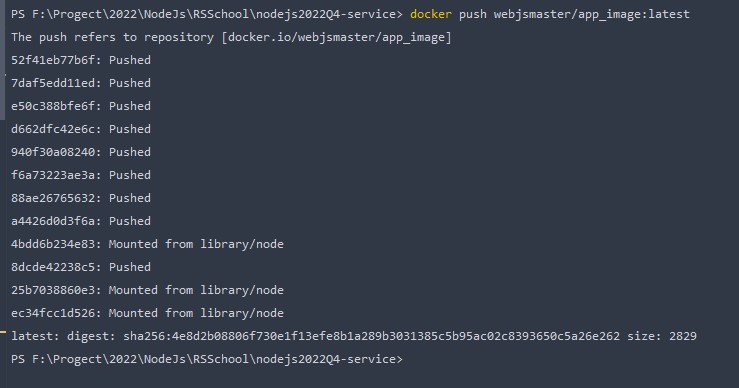 PS F:\Progect\2022\NodeJs\RSSchool\nodejs2022Q4-service> docker push webjsmaster/app_image:latest
The push refers to repository [docker.io/webjsmaster/app_image]
52f41eb77b6f: Pushed
7daf5edd11ed: Pushed
e50c388bfe6f: Pushed
d662dfc42e6c: Pushed
940f30a08240: Pushed
f6a73223ae3a: Pushed
88ae26765632: Pushed
a4426d0d3f6a: Pushed
4bdd6b234e83: Mounted from library/node
8dcde42238c5: Pushed
25b7038860e3: Mounted from library/node
ec34fcc1d526: Mounted from library/node
latest: digest: sha256:4e8d2b08806f730e1f13efe8b1a289b3031385c5b95ac02c8393650c5a26e262 size: 2829
PS F:\Progect\2022\NodeJs\RSSchool\nodejs2022Q4-service>